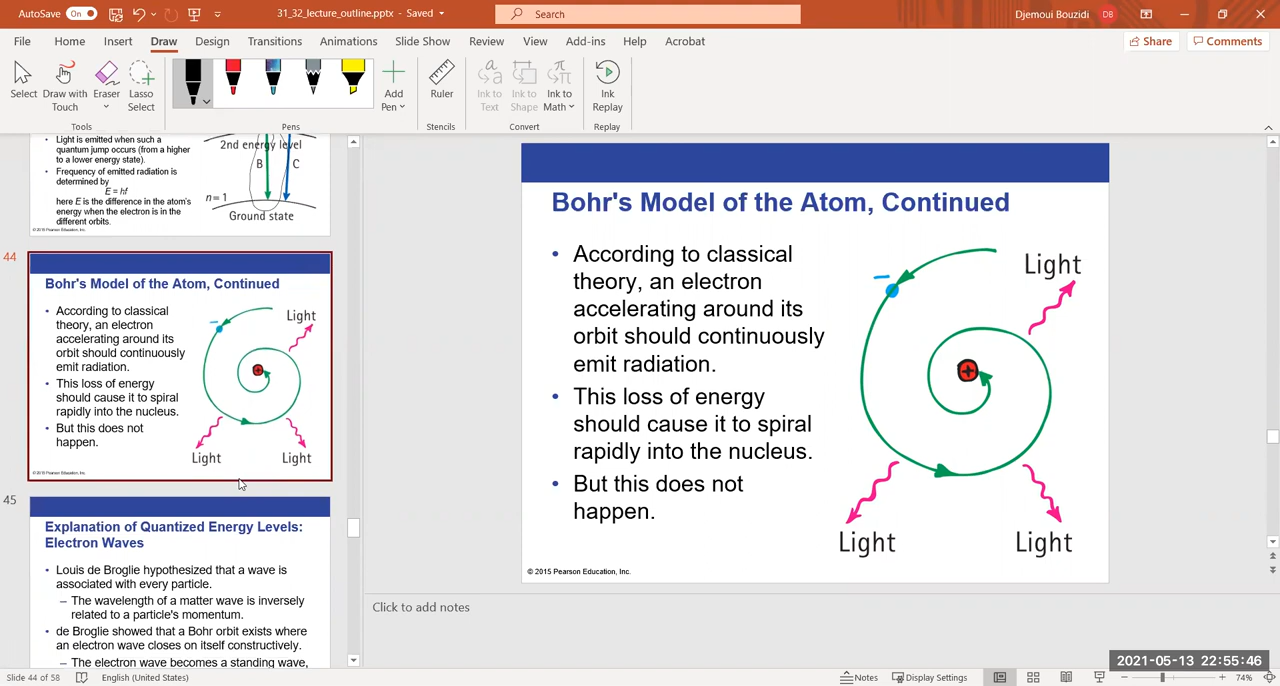 AutoSave On 31_32_lecture_outline.pptx - Saved Search Djemoui Bouzidi DB
File Home Insert Draw Design Transitions Animations Slide Show Review View Add-ins Help Acrobat Share Comments
Select Draw with Touch Eraser Lasso Select Add Pen Ruler Ink to Text Ink to Shape Ink to Math Ink Replay
Tools Pens Stencils Convert Replay
• Light is emitted when such a
quantum jump occurs (from a higher
to a lower energy state).
• Frequency of emitted radiation is
determined by
E = hf
here E is the difference in the atom's
energy when the electron is in the
different orbits.
© 2015 Pearson Education, Inc.
2nd energy level
B C
n = 1
Ground state
44
Bohr's Model of the Atom, Continued
• According to classical
theory, an electron
accelerating around its
orbit should continuously
emit radiation.
• This loss of energy
should cause it to spiral
rapidly into the nucleus.
• But this does not
happen.
Light
Light Light
© 2015 Pearson Education, Inc.
45
Explanation of Quantized Energy Levels:
Electron Waves
• Louis de Broglie hypothesized that a wave is
associated with every particle.
– The wavelength of a matter wave is inversely
related to a particle's momentum.
• de Broglie showed that a Bohr orbit exists where
an electron wave closes on itself constructively.
– The electron wave becomes a standing wave,
Bohr's Model of the Atom, Continued
• According to classical
theory, an electron
accelerating around its
orbit should continuously
emit radiation.
• This loss of energy
should cause it to spiral
rapidly into the nucleus.
• But this does not
happen.
Light
Light Light
© 2015 Pearson Education, Inc.
Click to add notes
2021-05-13 22:55:46
Slide 44 of 58 English (United States) Notes Display Settings 74%